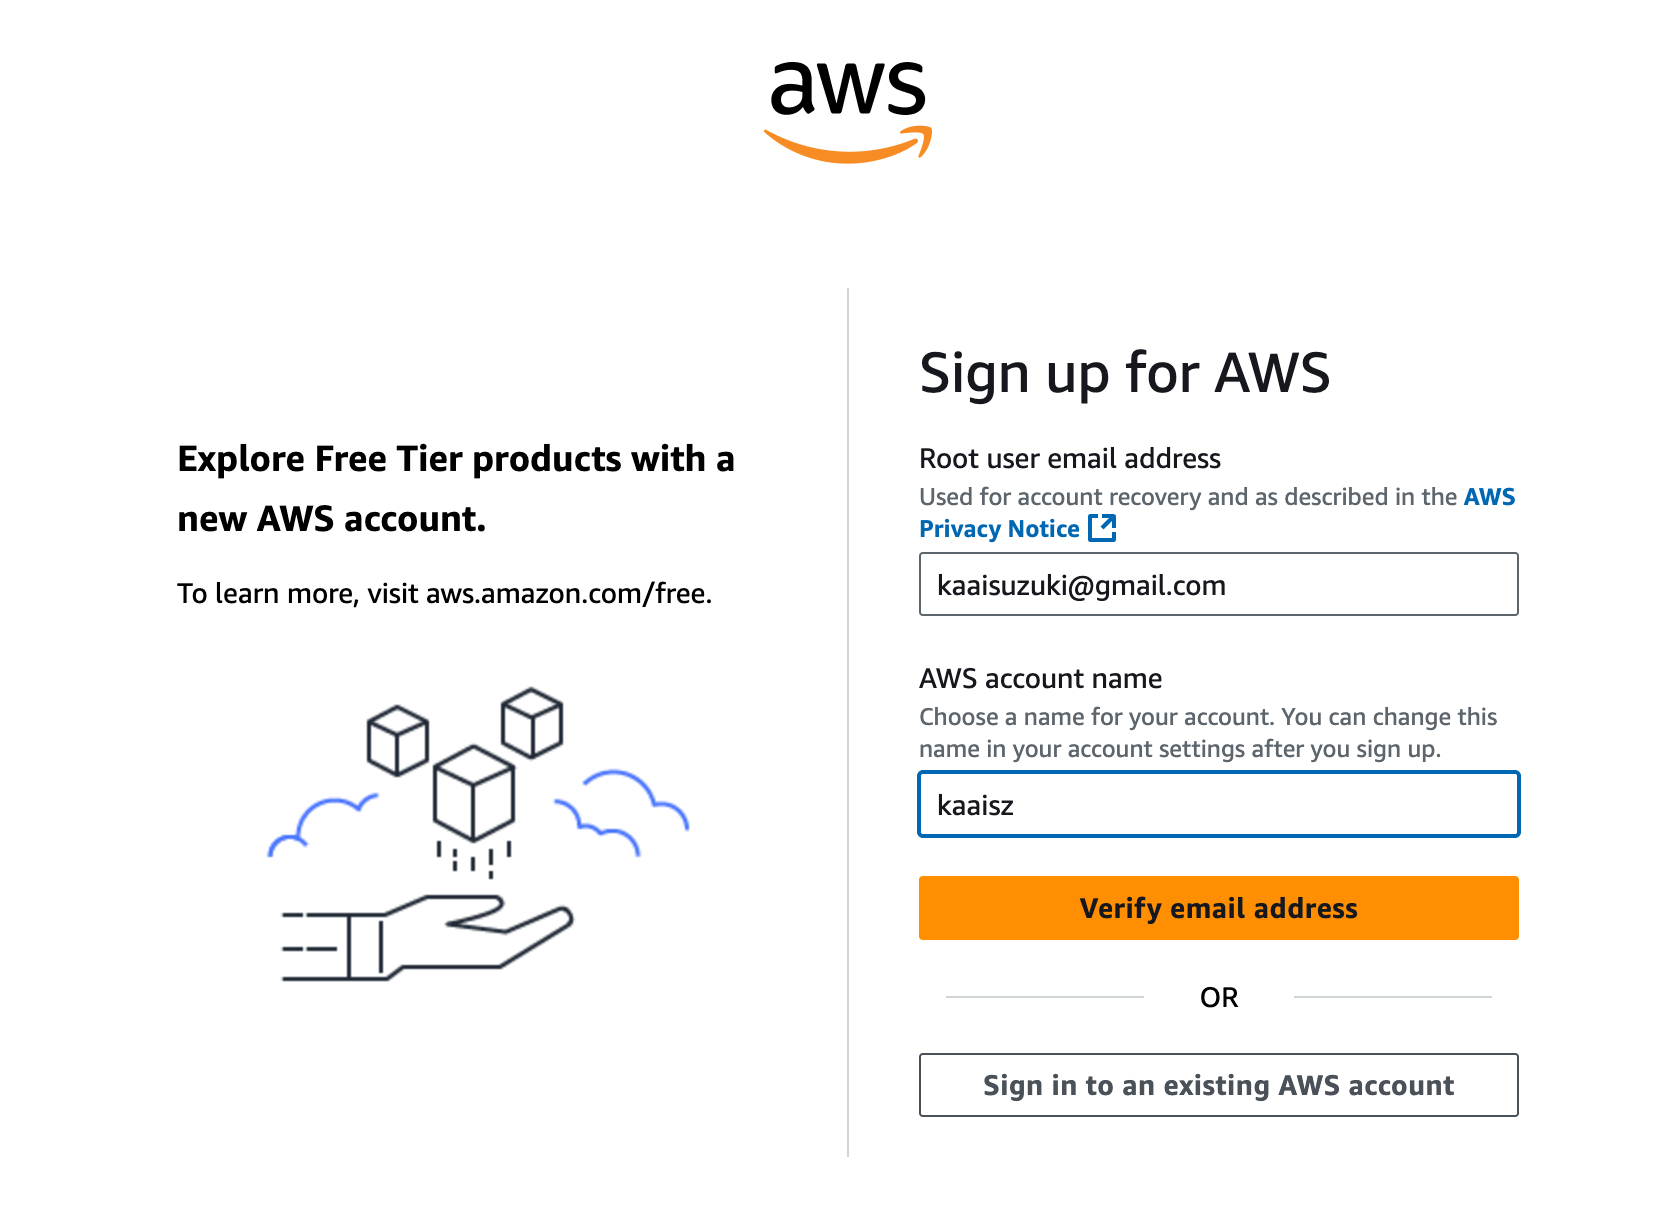 aws
Explore Free Tier products with a
new AWS account.
To learn more, visit aws.amazon.com/free.
Sign up for AWS
Root user email address
Used for account recovery and as described in the AWS
Privacy Notice
kaaisuzuki@gmail.com
AWS account name
Choose a name for your account. You can change this
name in your account settings after you sign up.
kaaisz
Verify email address
OR
Sign in to an existing AWS account